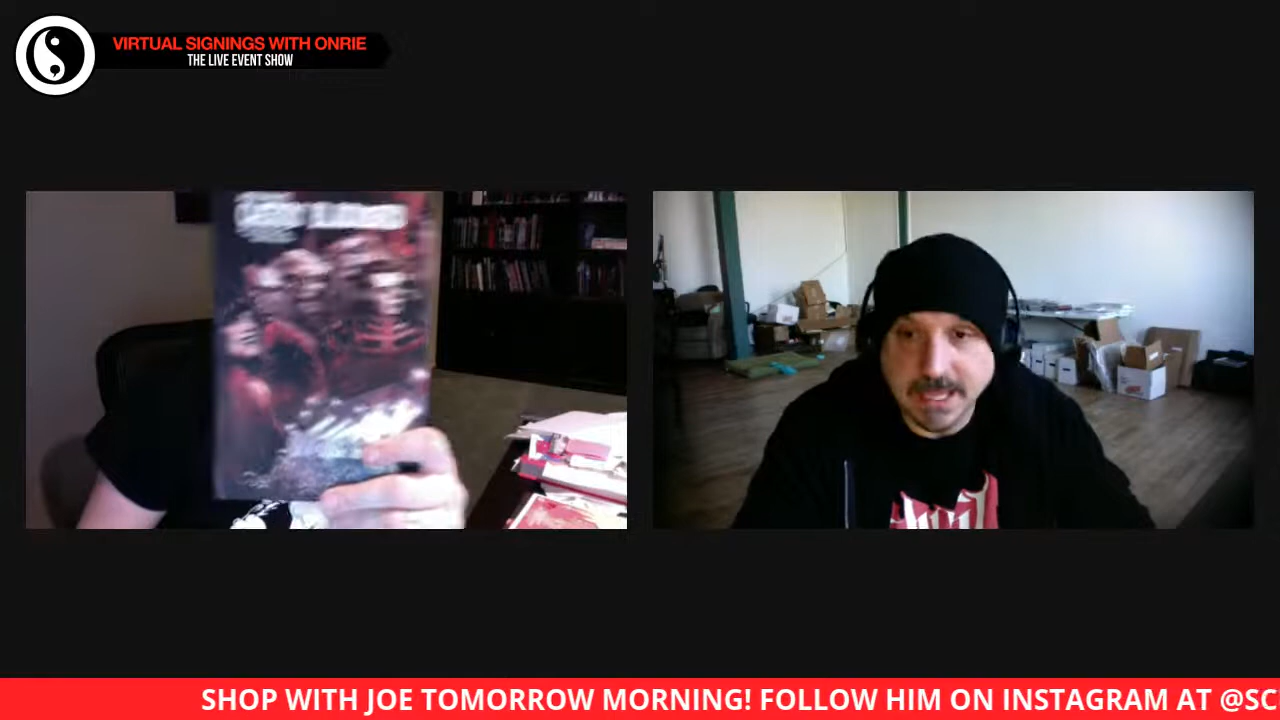 VIRTUAL SIGNINGS WITH ONRIE
THE LIVE EVENT SHOW
SHOP WITH JOE TOMORROW MORNING! FOLLOW HIM ON INSTAGRAM AT @SC